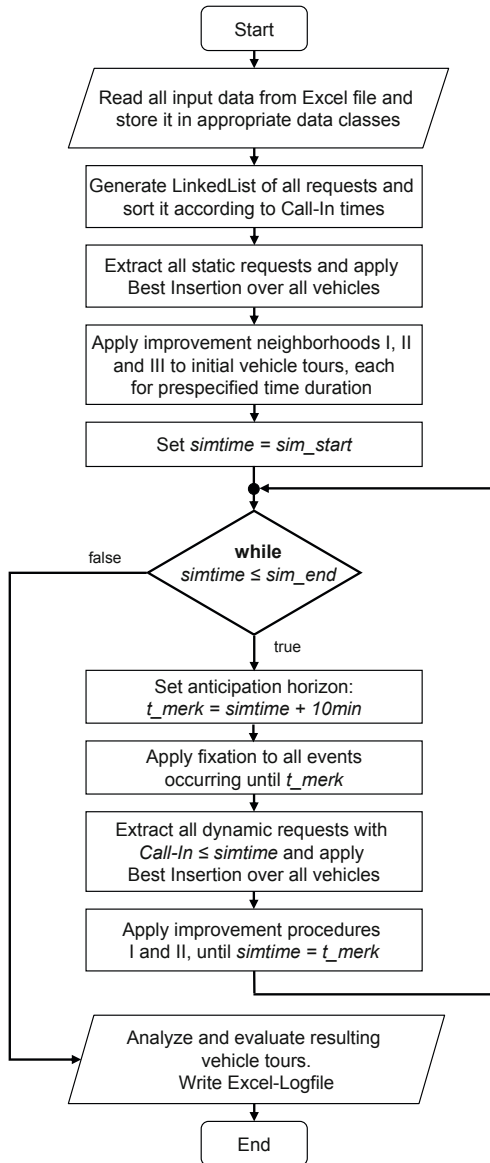 Start
Read all input data from Excel file and
store it in appropriate data classes
Generate LinkedList of all requests and
sort it according to Call-In times
Extract all static requests and apply
Best Insertion over all vehicles
Apply improvement neighborhoods I, II
and III to initial vehicle tours, each
for prespecified time duration
Set simtime = sim_start
while
simtime ≤ sim_end
false
true
Set anticipation horizon:
t_merk = simtime + 10min
Apply fixation to all events
occurring until t_merk
Extract all dynamic requests with
Call-In ≤ simtime and apply
Best Insertion over all vehicles
Apply improvement procedures
I and II, until simtime = t_merk
Analyze and evaluate resulting
vehicle tours.
Write Excel-Logfile
End